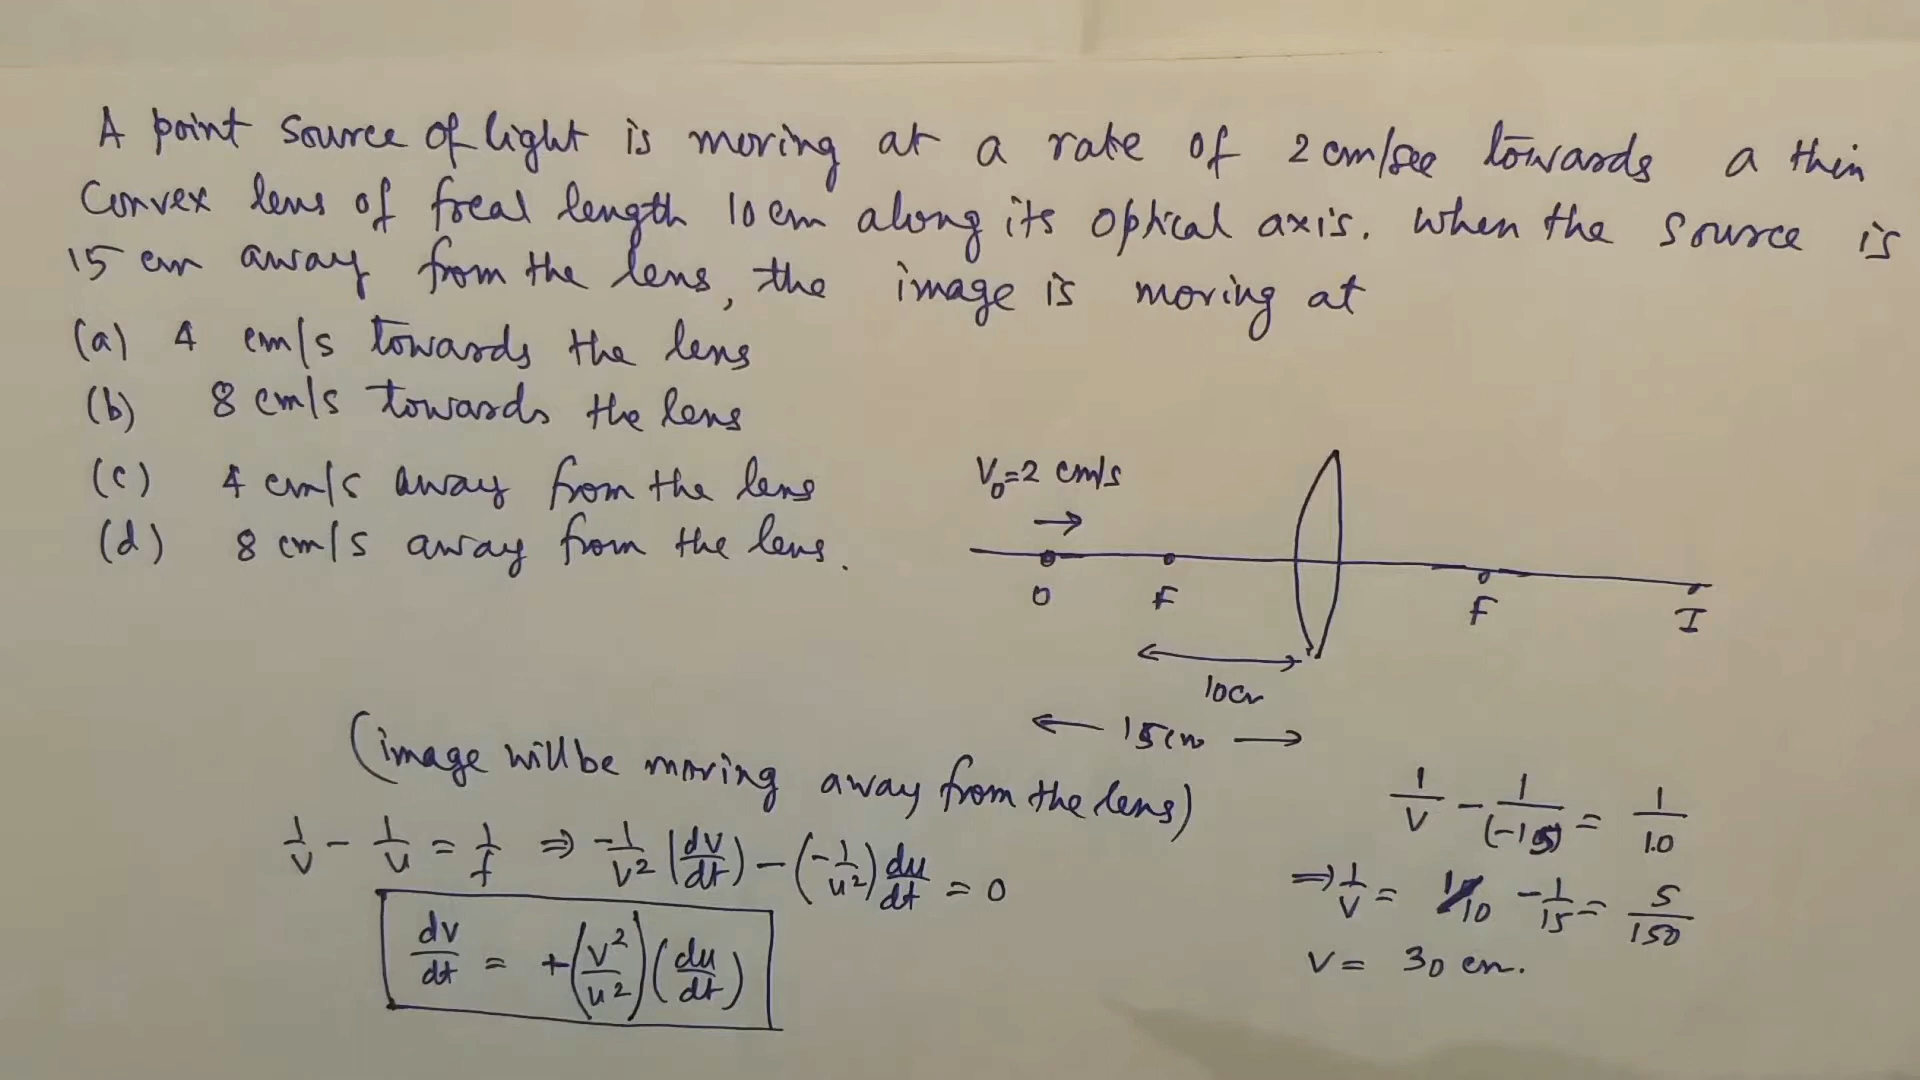 A point source of light is moving at a rate of 2 cm/sec towards a thin
Convex lens of focal length 10 cm along its optical axis. When the source is
15 cm away from the lens, the image is moving at
(a) 4 cm/s towards the lens
(b) 8 cm/s towards the lens
(c) 4 cm/s away from the lens
(d) 8 cm/s away from the lens.
V₀=2 cm/s
O F F I
10cm
15cm
(image will be moving away from the lens)
1/v - 1/u = 1/f ⇒ -1/v² (dv/dt) - (-1/u²) du/dt = 0
dv/dt = +(v²/u²)(du/dt)
1/v - 1/(-15) = 1/10
⇒ 1/v = 1/10 - 1/15 = 5/150
v = 30 cm.